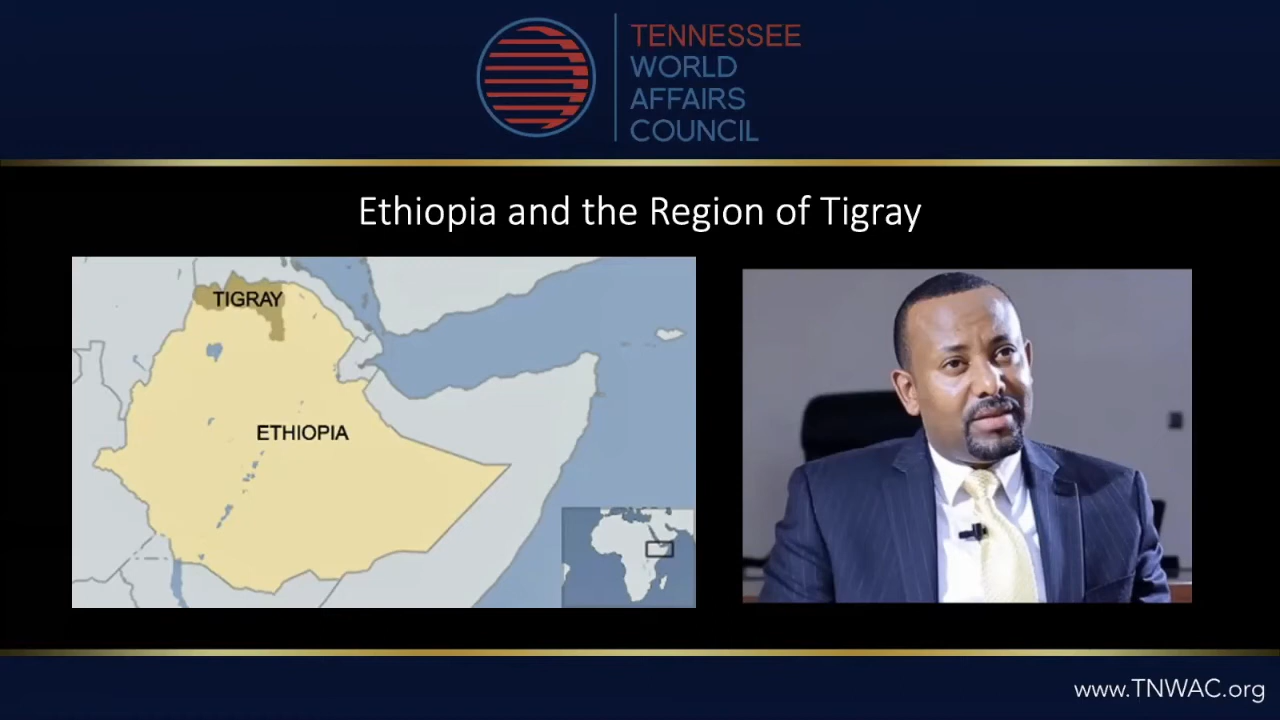 TENNESSEE
WORLD
AFFAIRS
COUNCIL
Ethiopia and the Region of Tigray
TIGRAY
ETHIOPIA
www.TNWAC.org